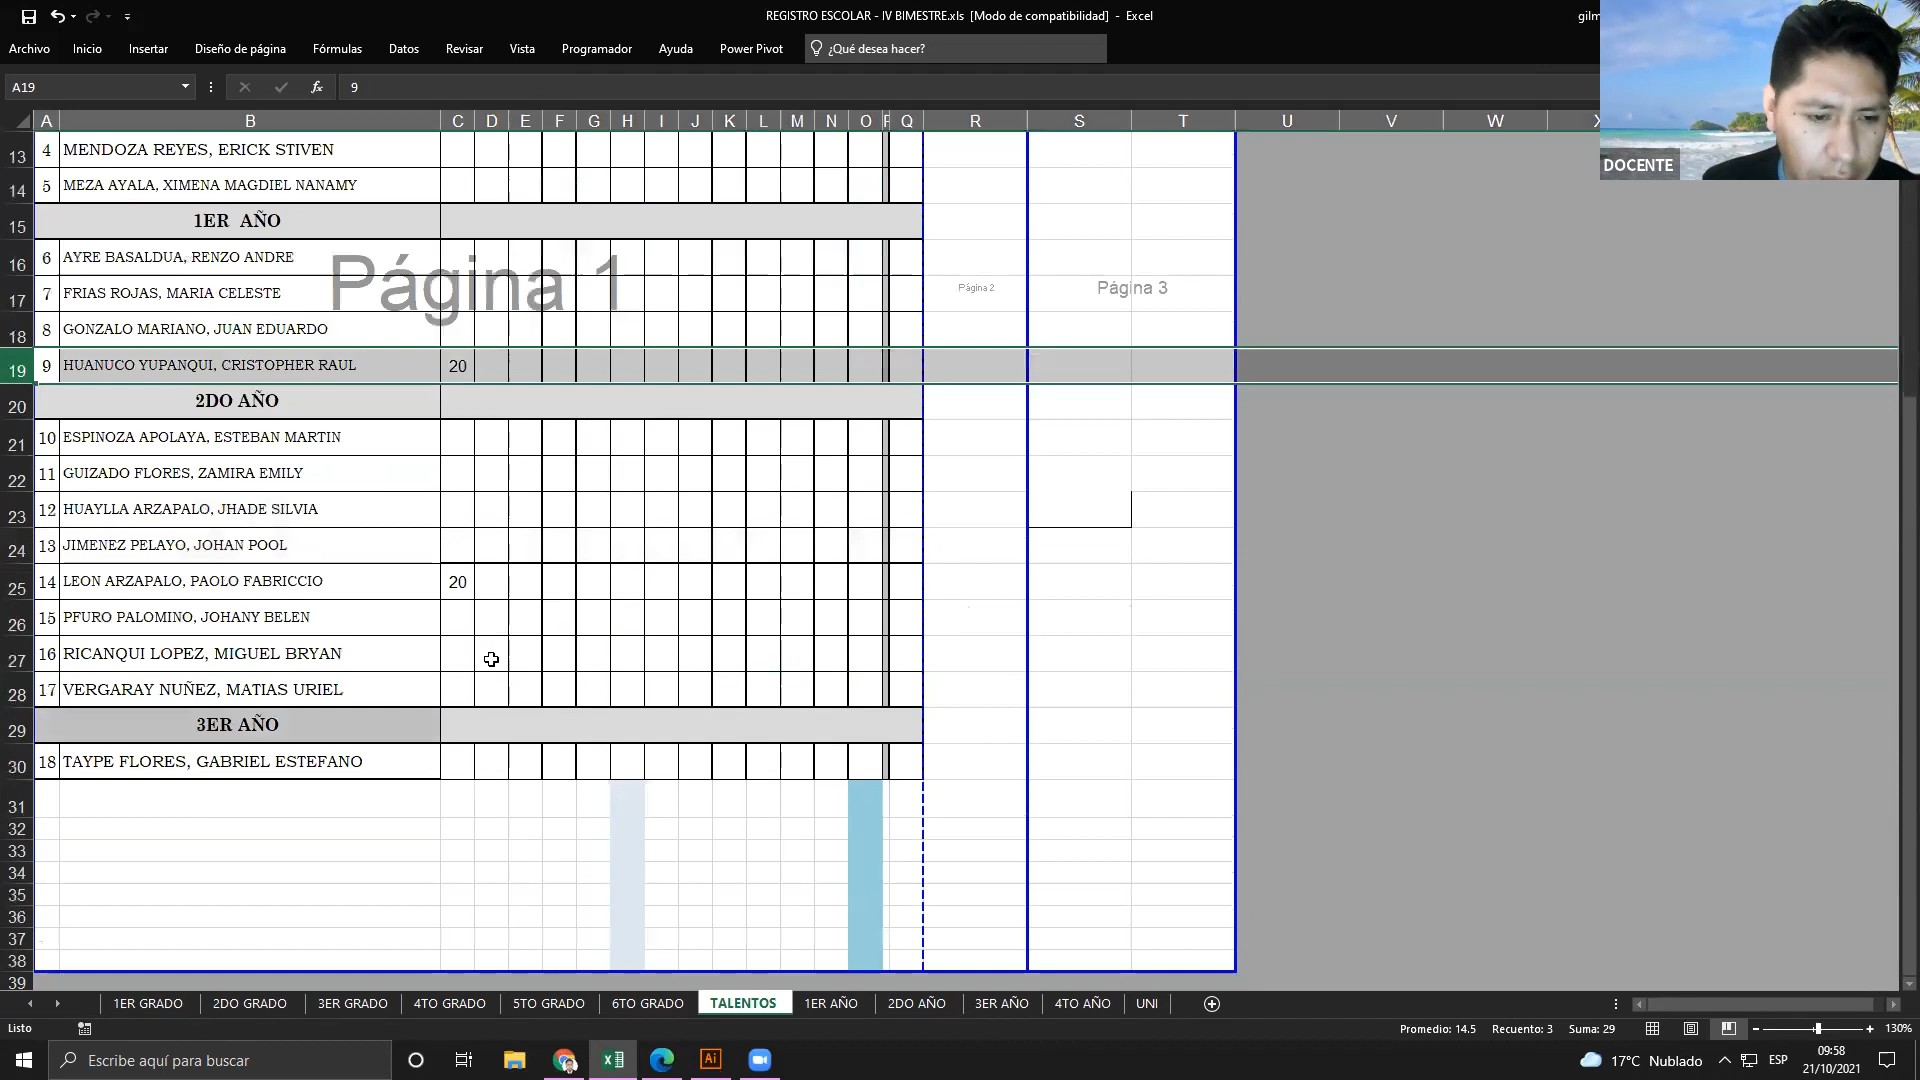 REGISTRO ESCOLAR - IV BIMESTRE.xls [Modo de compatibilidad] - Excel
Archivo Inicio Insertar Diseño de página Fórmulas Datos Revisar Vista Programador Ayuda Power Pivot ¿Qué desea hacer?
A19 fx 9
DOCENTE
A B C D E F G H I J K L M N O P Q R S T U V W X
13 4 MENDOZA REYES, ERICK STIVEN
14 5 MEZA AYALA, XIMENA MAGDIEL NANAMY
15 1ER AÑO
16 6 AYRE BASALDUA, RENZO ANDRE
Página 1 Página 2 Página 3
17 7 FRIAS ROJAS, MARIA CELESTE
18 8 GONZALO MARIANO, JUAN EDUARDO
19 9 HUANUCO YUPANQUI, CRISTOPHER RAUL 20
20 2DO AÑO
21 10 ESPINOZA APOLAYA, ESTEBAN MARTIN
22 11 GUIZADO FLORES, ZAMIRA EMILY
23 12 HUAYLLA ARZAPALO, JHADE SILVIA
24 13 JIMENEZ PELAYO, JOHAN POOL
25 14 LEON ARZAPALO, PAOLO FABRICCIO 20
26 15 PFURO PALOMINO, JOHANY BELEN
27 16 RICANQUI LOPEZ, MIGUEL BRYAN
28 17 VERGARAY NUÑEZ, MATIAS URIEL
29 3ER AÑO
30 18 TAYPE FLORES, GABRIEL ESTEFANO
31
32
33
34
35
36
37
38
39
1ER GRADO 2DO GRADO 3ER GRADO 4TO GRADO 5TO GRADO 6TO GRADO TALENTOS 1ER AÑO 2DO AÑO 3ER AÑO 4TO AÑO UNI
Listo Promedio: 14.5 Recuento: 3 Suma: 29 130%
Escribe aquí para buscar Ai 17°C Nublado ESP 09:58
21/10/2021